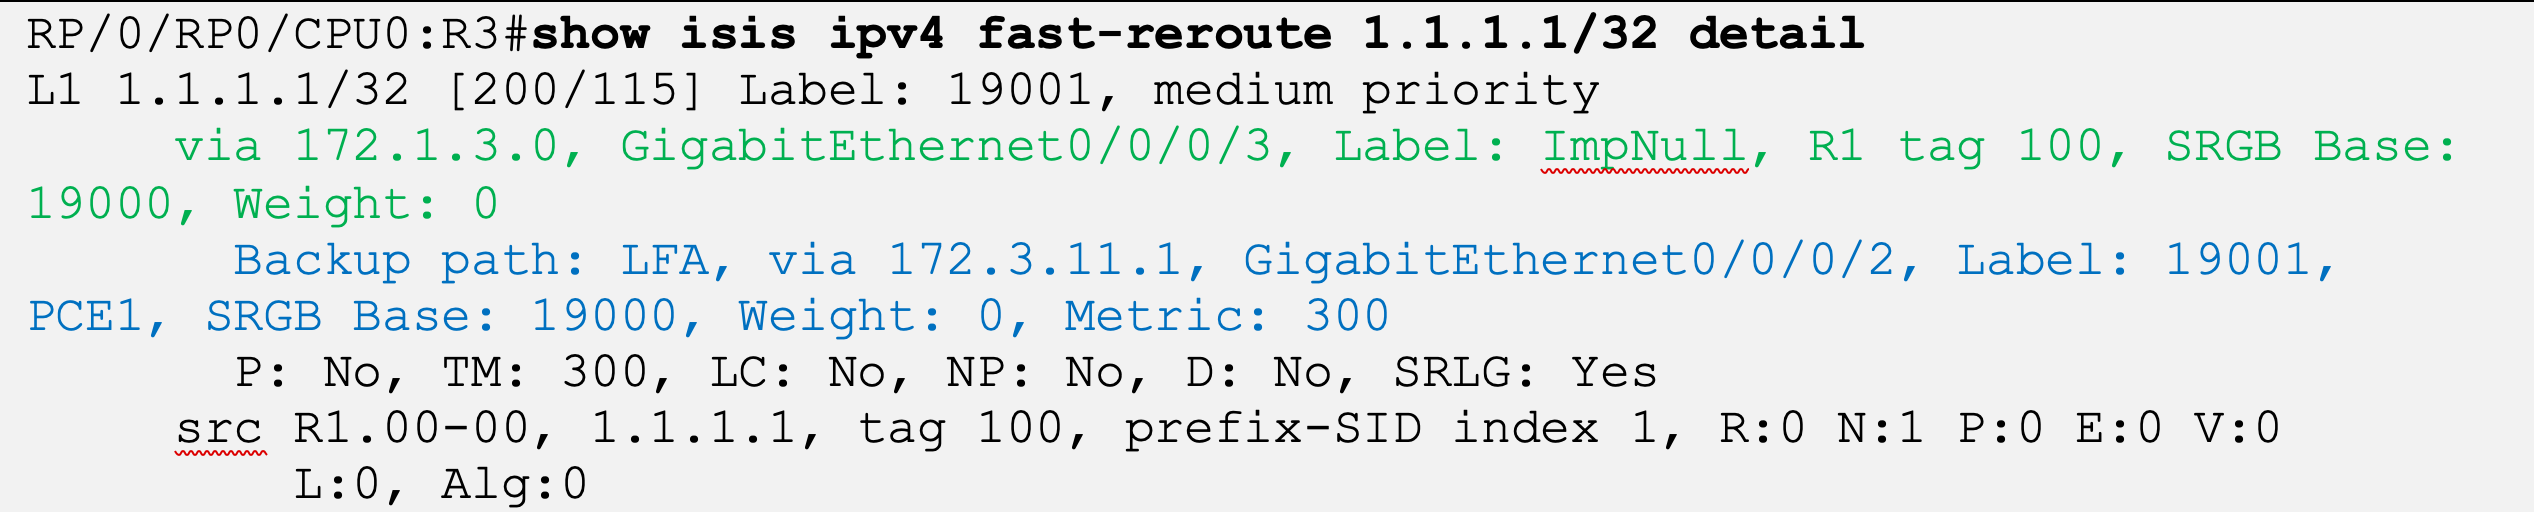 RP/0/RP0/CPU0:R3#show isis ipv4 fast-reroute 1.1.1.1/32 detail
L1 1.1.1.1/32 [200/115] Label: 19001, medium priority
via 172.1.3.0, GigabitEthernet0/0/0/3, Label: ImpNull, R1 tag 100, SRGB Base:
19000, Weight: 0
Backup path: LFA, via 172.3.11.1, GigabitEthernet0/0/0/2, Label: 19001,
PCE1, SRGB Base: 19000, Weight: 0, Metric: 300
P: No, TM: 300, LC: No, NP: No, D: No, SRLG: Yes
src R1.00-00, 1.1.1.1, tag 100, prefix-SID index 1, R:0 N:1 P:0 E:0 V:0
L:0, Alg:0